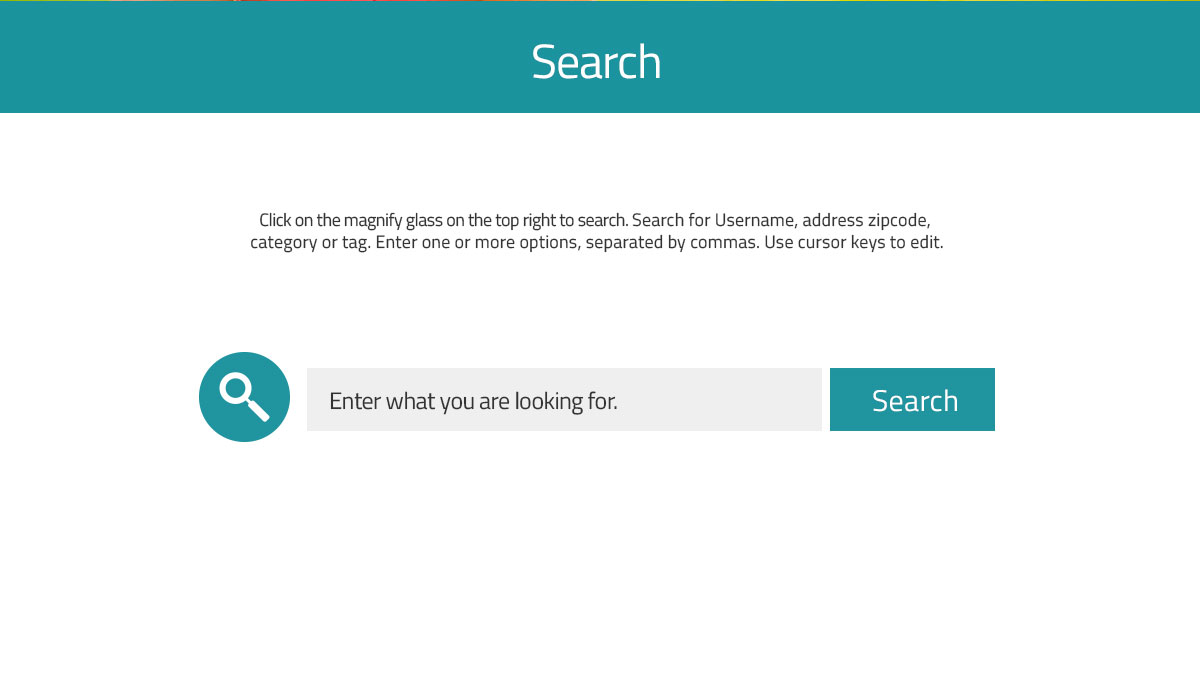 Search
Click on the magnify glass on the top right to search. Search for Username, address zipcode,
category or tag. Enter one or more options, separated by commas. Use cursor keys to edit.
Enter what you are looking for.
Search